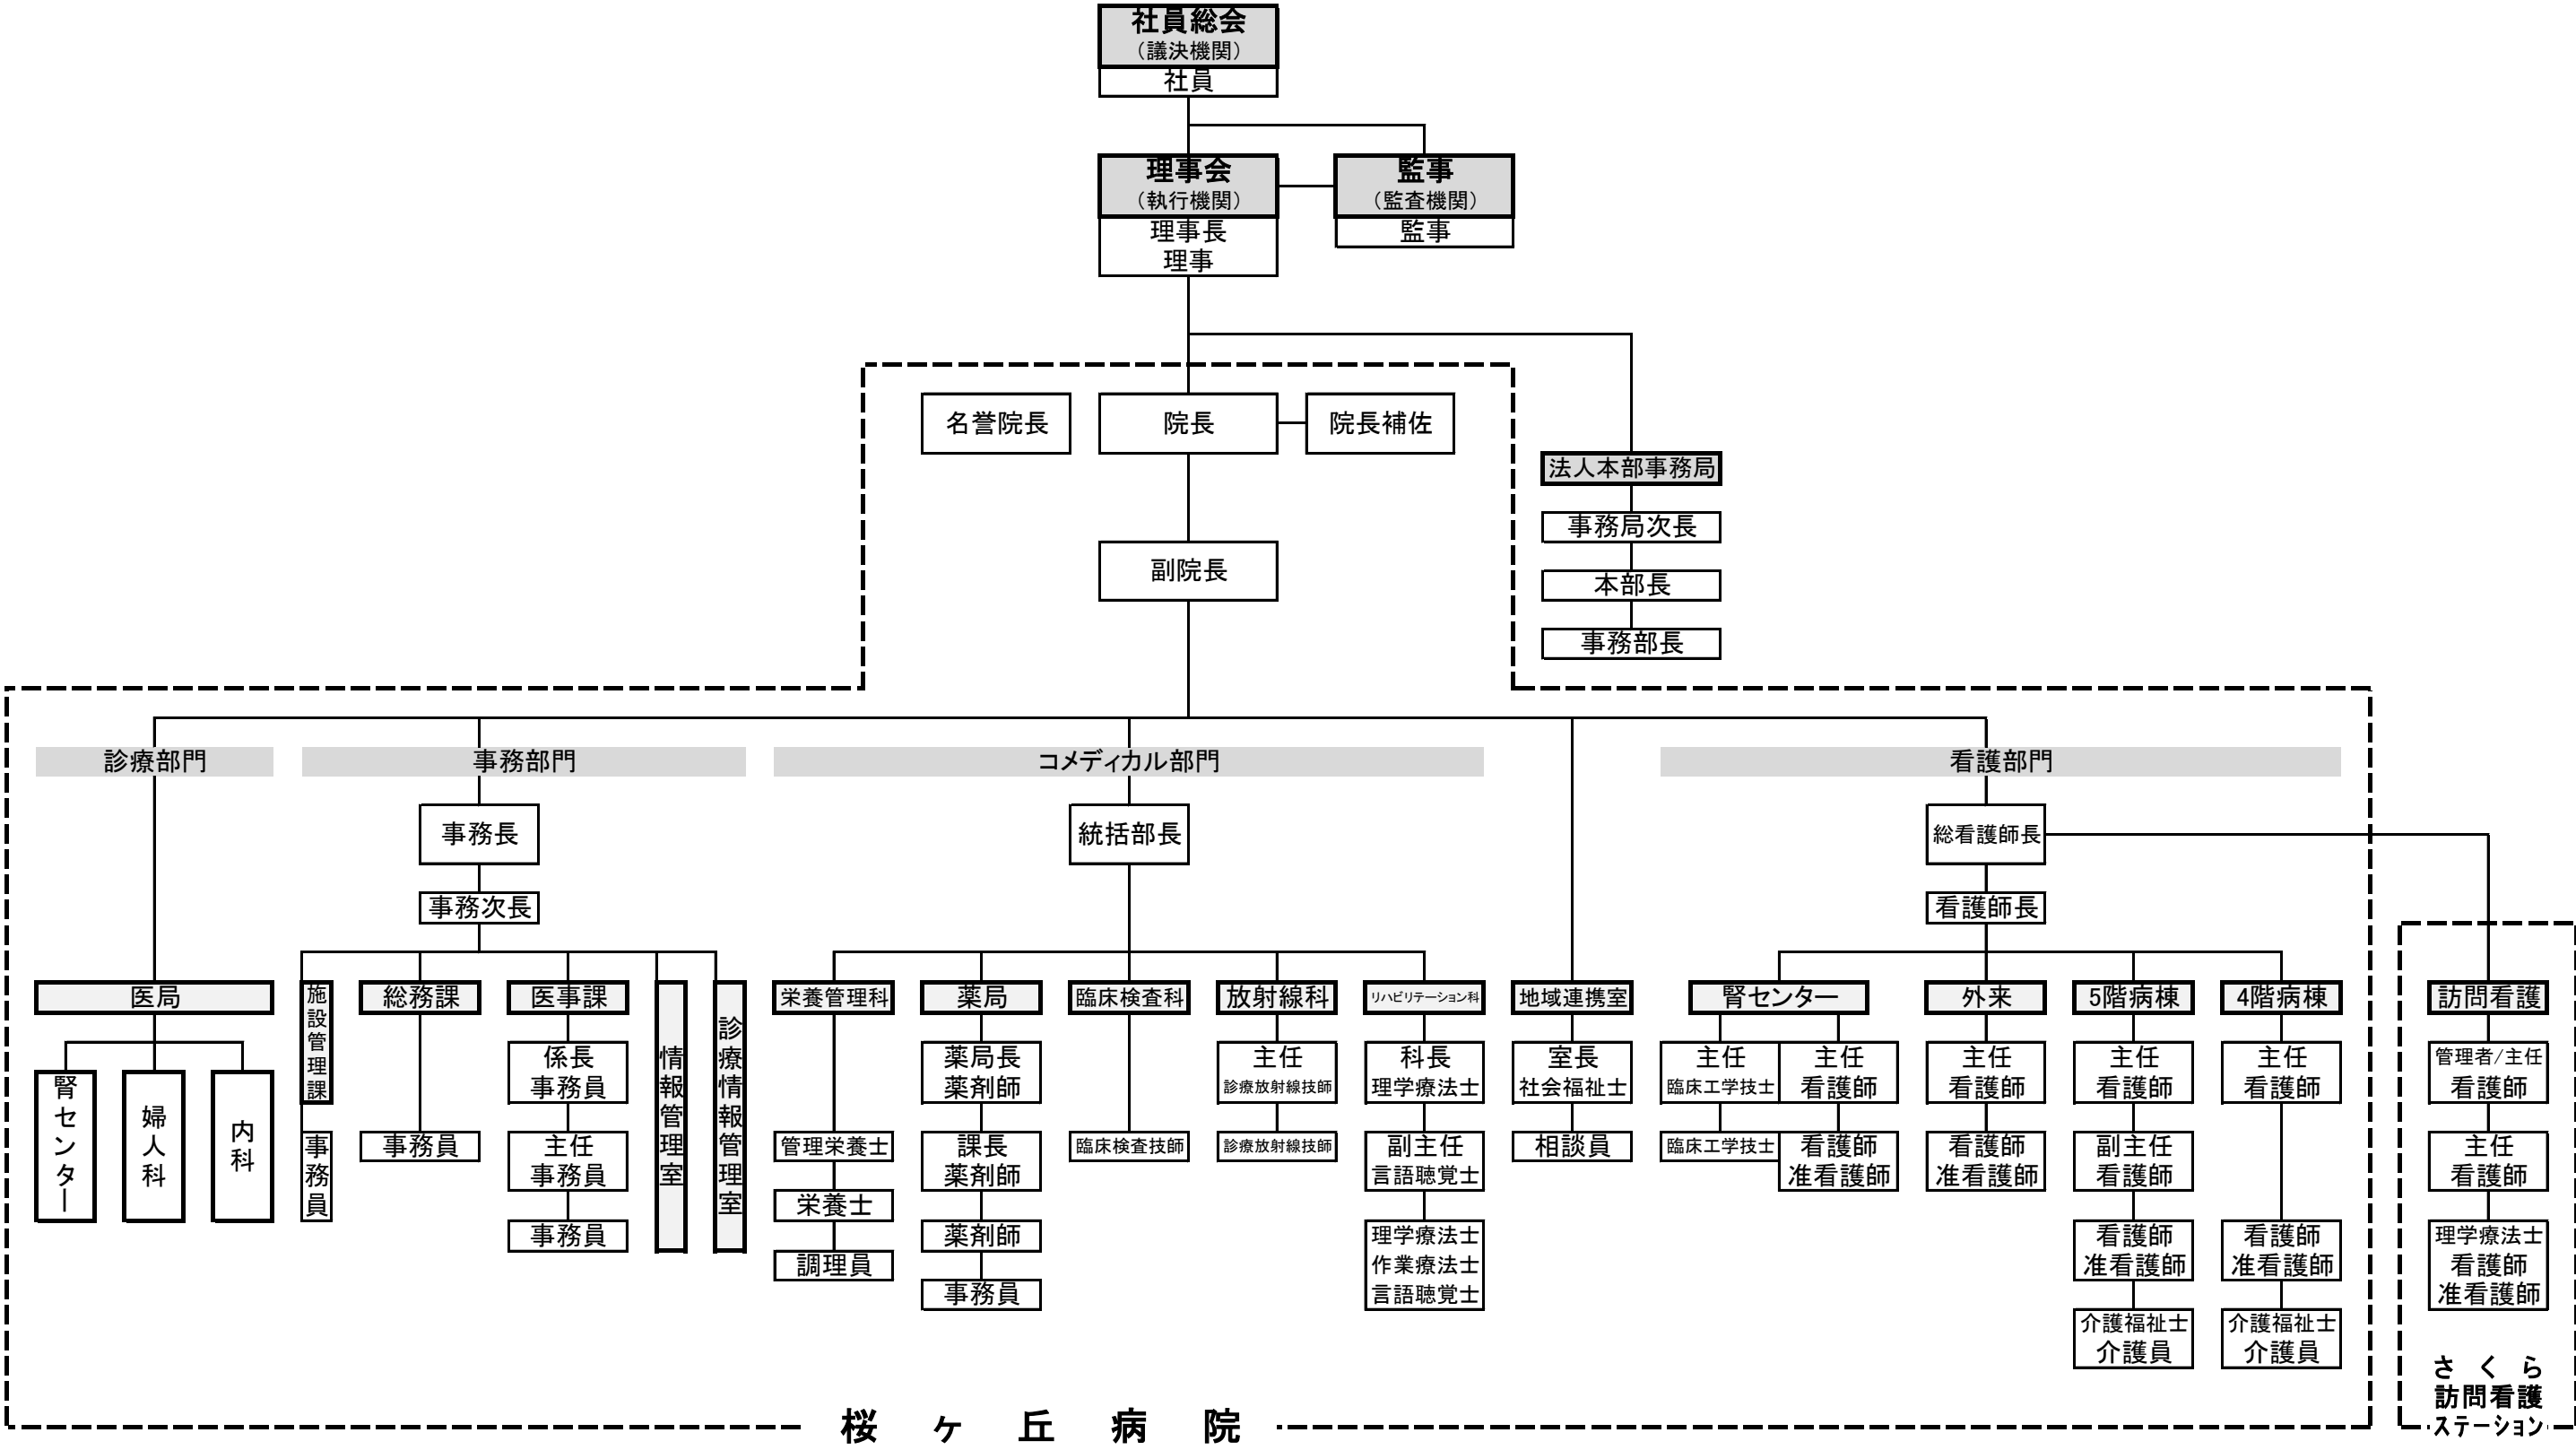 社員総会
（議決機関）
社員
理事会
（執行機関）
理事長
理事
監事
（監査機関）
監事
名誉院長
院長
院長補佐
法人本部事務局
事務局次長
本部長
事務部長
副院長
診療部門
事務部門
コメディカル部門
看護部門
事務長
統括部長
総看護師長
事務次長
看護師長
医局
腎センター
婦人科
内科
施設管理課
事務員
総務課
事務員
医事課
係長
事務員
主任
事務員
事務員
情報管理室
診療情報管理室
栄養管理科
管理栄養士
栄養士
調理員
薬局
薬局長
薬剤師
課長
薬剤師
薬剤師
事務員
臨床検査科
臨床検査技師
放射線科
主任
診療放射線技師
診療放射線技師
リハビリテーション科
科長
理学療法士
副主任
言語聴覚士
理学療法士
作業療法士
言語聴覚士
地域連携室
室長
社会福祉士
相談員
腎センター
主任
臨床工学技士
臨床工学技士
主任
看護師
看護師
准看護師
外来
主任
看護師
看護師
准看護師
5階病棟
主任
看護師
副主任
看護師
看護師
准看護師
介護福祉士
介護員
4階病棟
主任
看護師
看護師
准看護師
介護福祉士
介護員
訪問看護
管理者/主任
看護師
主任
看護師
理学療法士
看護師
准看護師
さくら
訪問看護
ステーション
桜ヶ丘病院